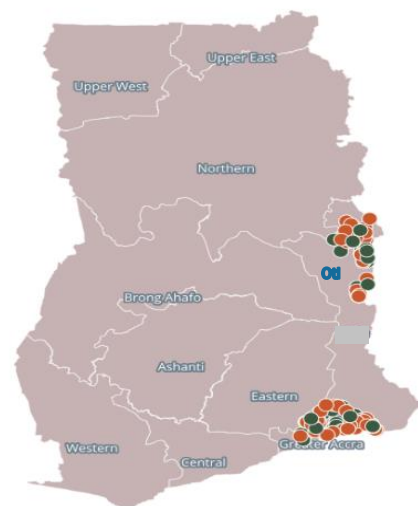 Upper East
Upper West
Northern
Brong Ahafo
Ashanti
Eastern
Western
Greater Accra
Central